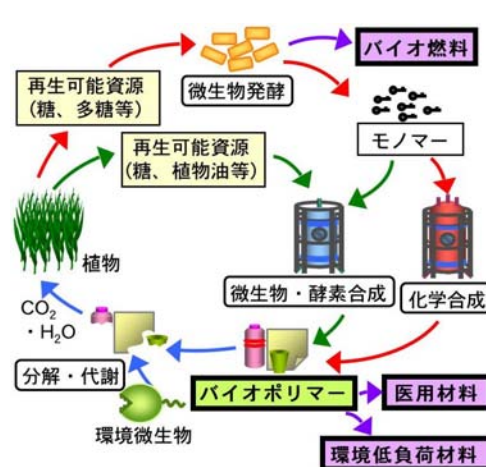 バイオ燃料
再生可能資源
(糖、多糖等)
微生物発酵
再生可能資源
(糖、植物油等)
モノマー
植物
微生物・酵素合成
化学合成
CO₂
・H₂O
分解・代謝
バイオポリマー
医用材料
環境微生物
環境低負荷材料